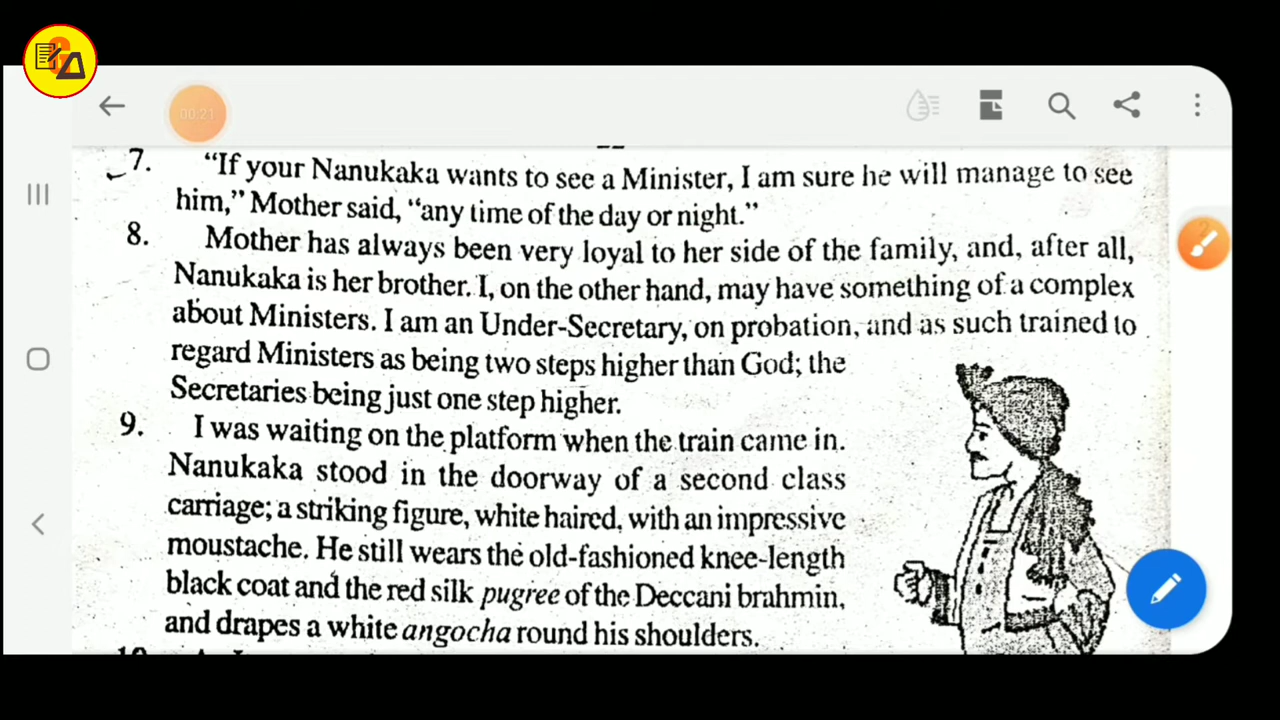 00:21
7. “If your Nanukaka wants to see a Minister, I am sure he will manage to see
him,” Mother said, “any time of the day or night.”
8. Mother has always been very loyal to her side of the family, and, after all,
Nanukaka is her brother. I, on the other hand, may have something of a complex
about Ministers. I am an Under-Secretary, on probation, and as such trained to
regard Ministers as being two steps higher than God; the
Secretaries being just one step higher.
9. I was waiting on the platform when the train came in.
Nanukaka stood in the doorway of a second class
carriage; a striking figure, white haired, with an impressive
moustache. He still wears the old-fashioned knee-length
black coat and the red silk pugree of the Deccani brahmin,
and drapes a white angocha round his shoulders.